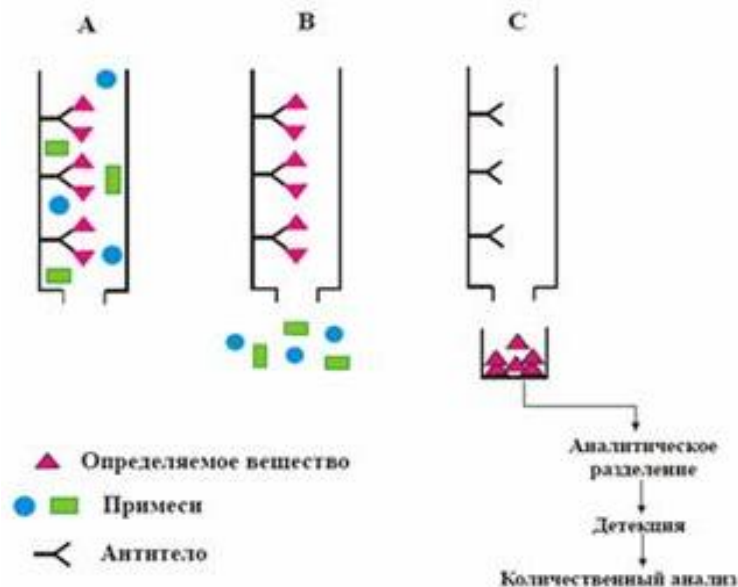 A
B
C
Определяемое вещество
Примеси
Антитело
Аналитическое
разделение
Детекция
Количественный анализ